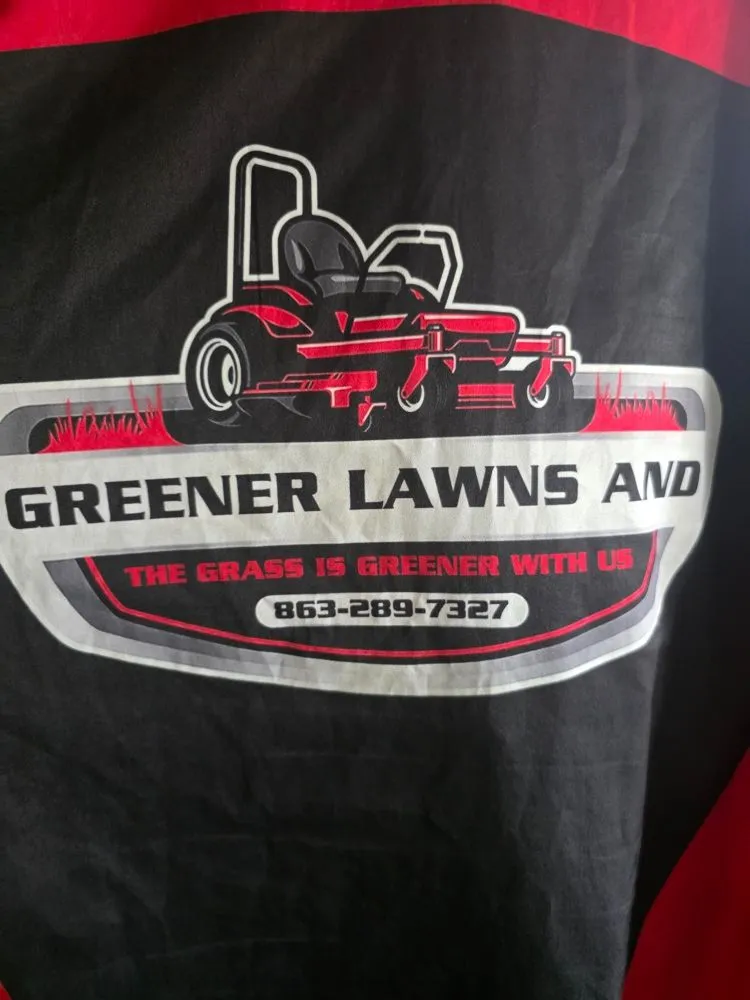 GREENER LAWNS AND
THE GRASS IS GREENER WITH US
863-289-7327